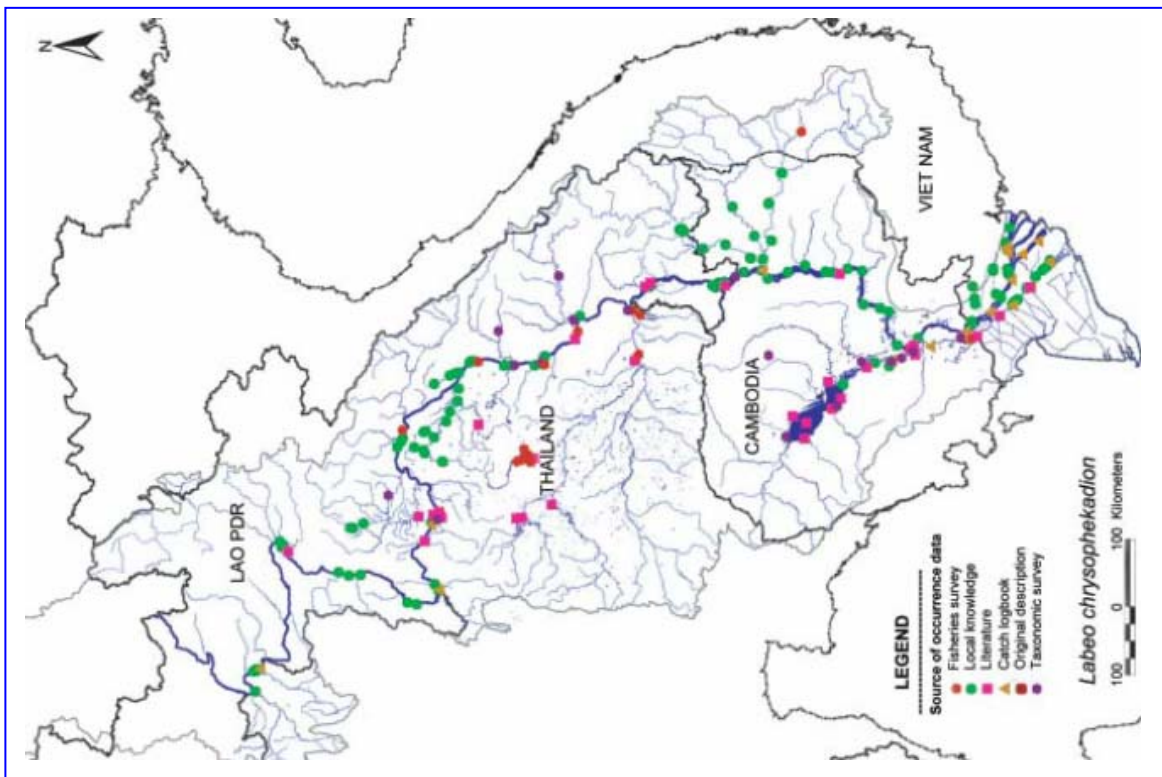 N
LAO PDR
THAILAND
CAMBODIA
VIET NAM
LEGEND
Source of occurrence data
Fisheries survey
Local knowledge
Literature
Catch logbook
Original description
Taxonomic survey
Labeo chrysophekadion
100 0 100 Kilometers